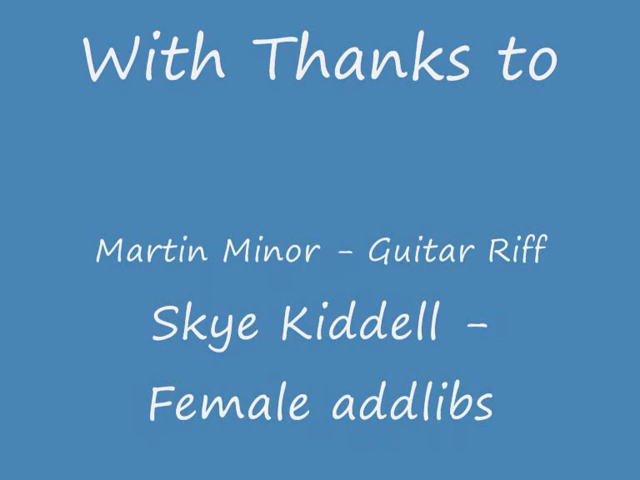 With Thanks to
Martin Minor - Guitar Riff
Skye Kiddell -
Female addlibs